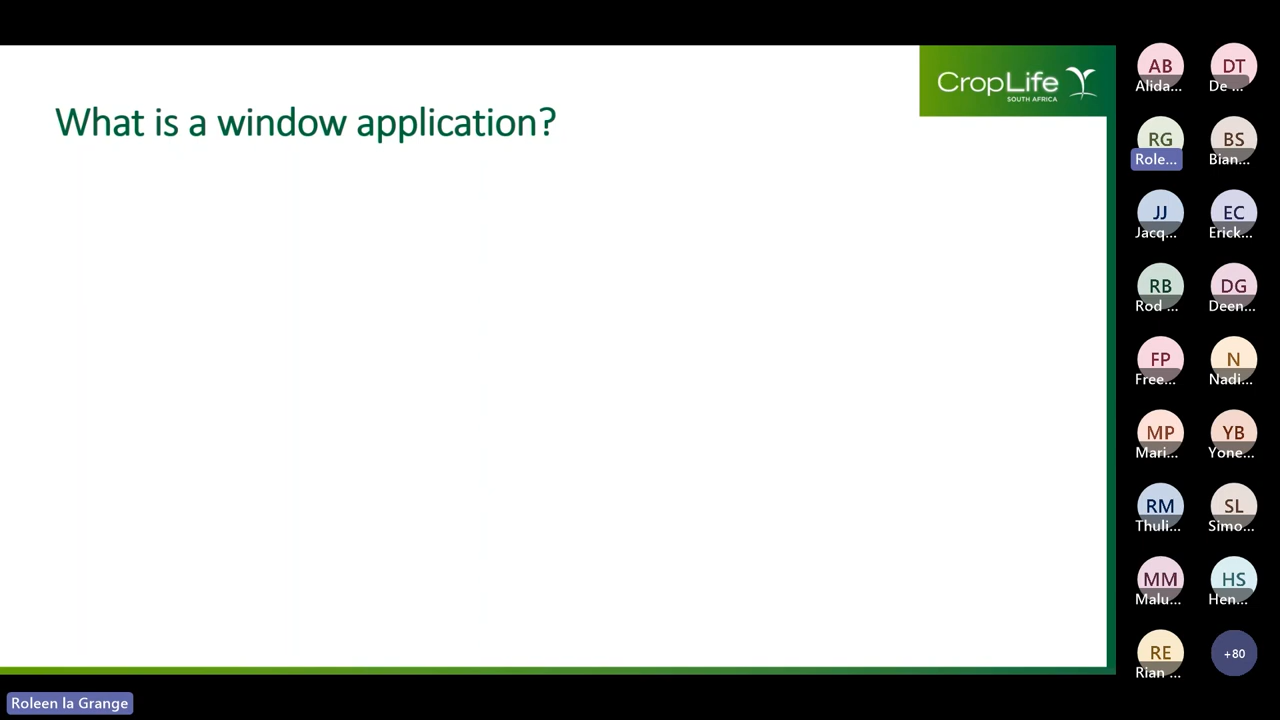 CropLife
SOUTH AFRICA
What is a window application?
AB
Alida...
DT
De ...
RG
Role...
BS
Bian...
JJ
Jacq...
EC
Erick...
RB
Rod ...
DG
Deen...
FP
Free...
N
Nadi...
MP
Mari...
YB
Yone...
RM
Thuli...
SL
Simo...
MM
Malu...
HS
Hen...
RE
Rian ...
+80
Roleen la Grange